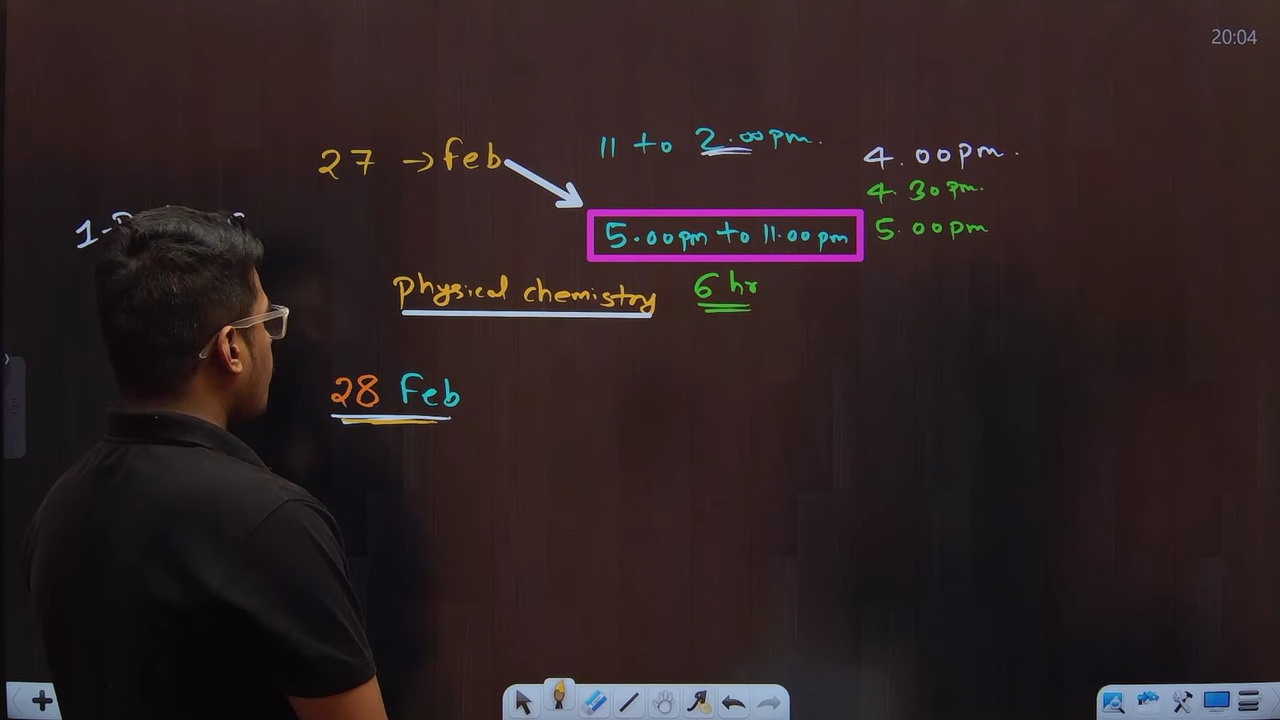 20:04
27 → feb
11 to 2.00pm.
4.00pm.
4.30pm.
5.00pm
5.00pm to 11.00pm
physical chemistry 6 hr
28 Feb